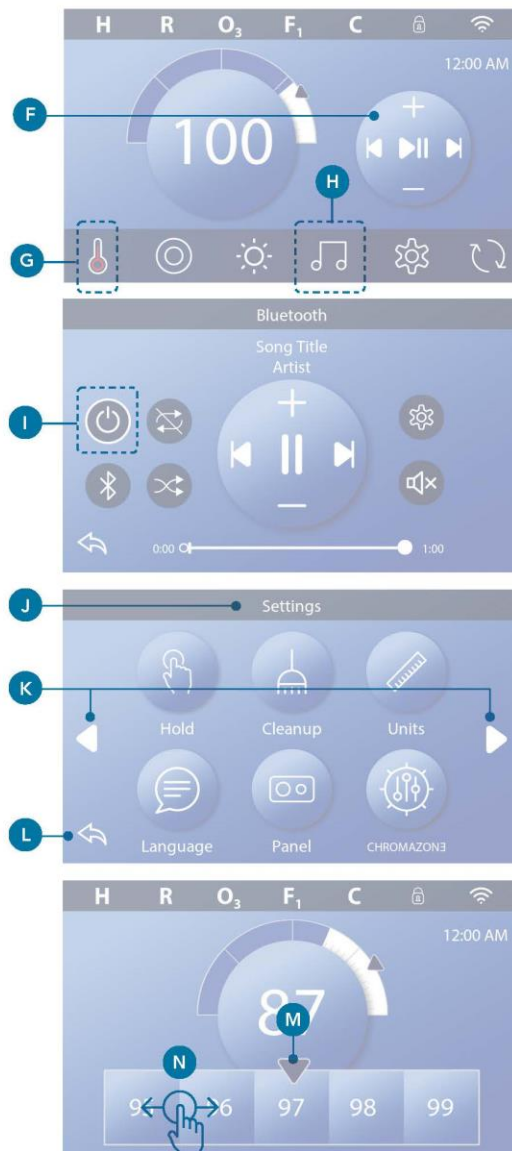 H R O₃ F₁ C
12:00 AM
F
100
H
G
Bluetooth
Song Title
Artist
I
0:00 1:00
J
Settings
K
Hold Cleanup Units
L
Language Panel CHROMAZONƎ
H R O₃ F₁ C
12:00 AM
87
M
N
97 98 99